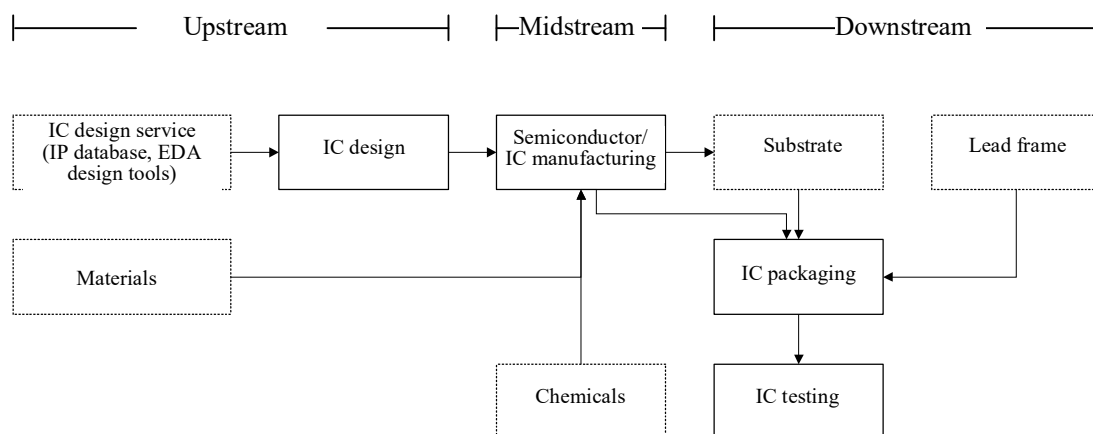 Upstream
Midstream
Downstream
IC design service
(IP database, EDA
design tools)
IC design
Semiconductor/
IC manufacturing
Substrate
Lead frame
Materials
IC packaging
Chemicals
IC testing